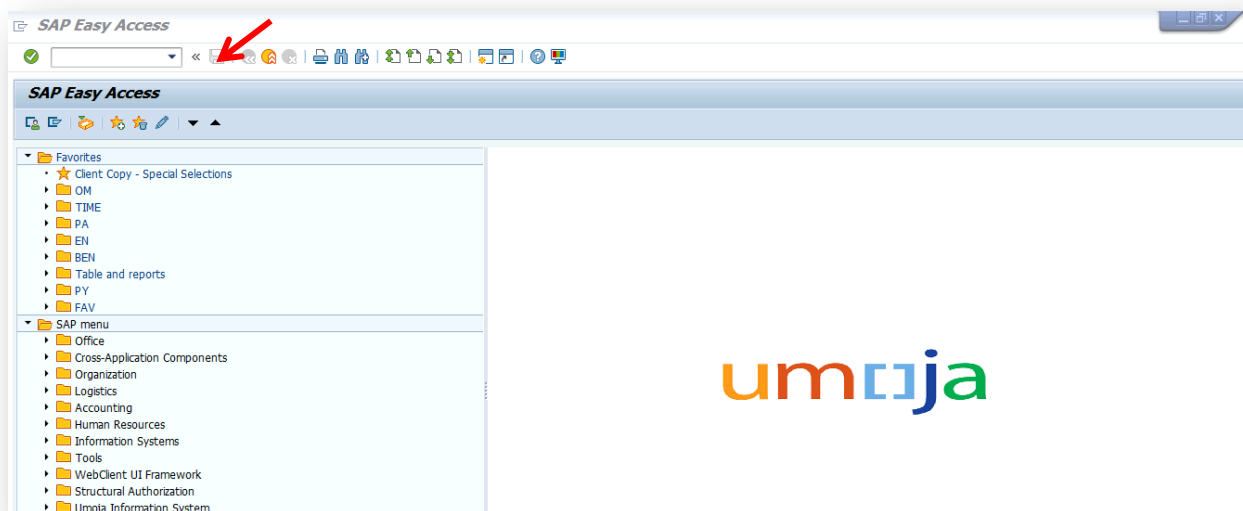 SAP Easy Access
SAP Easy Access
Favorites
Client Copy - Special Selections
OM
TIME
PA
EN
BEN
Table and reports
PY
FAV
SAP menu
Office
Cross-Application Components
Organization
Logistics
Accounting
Human Resources
Information Systems
Tools
WebClient UI Framework
Structural Authorization
Umoja Information System
um[]ja